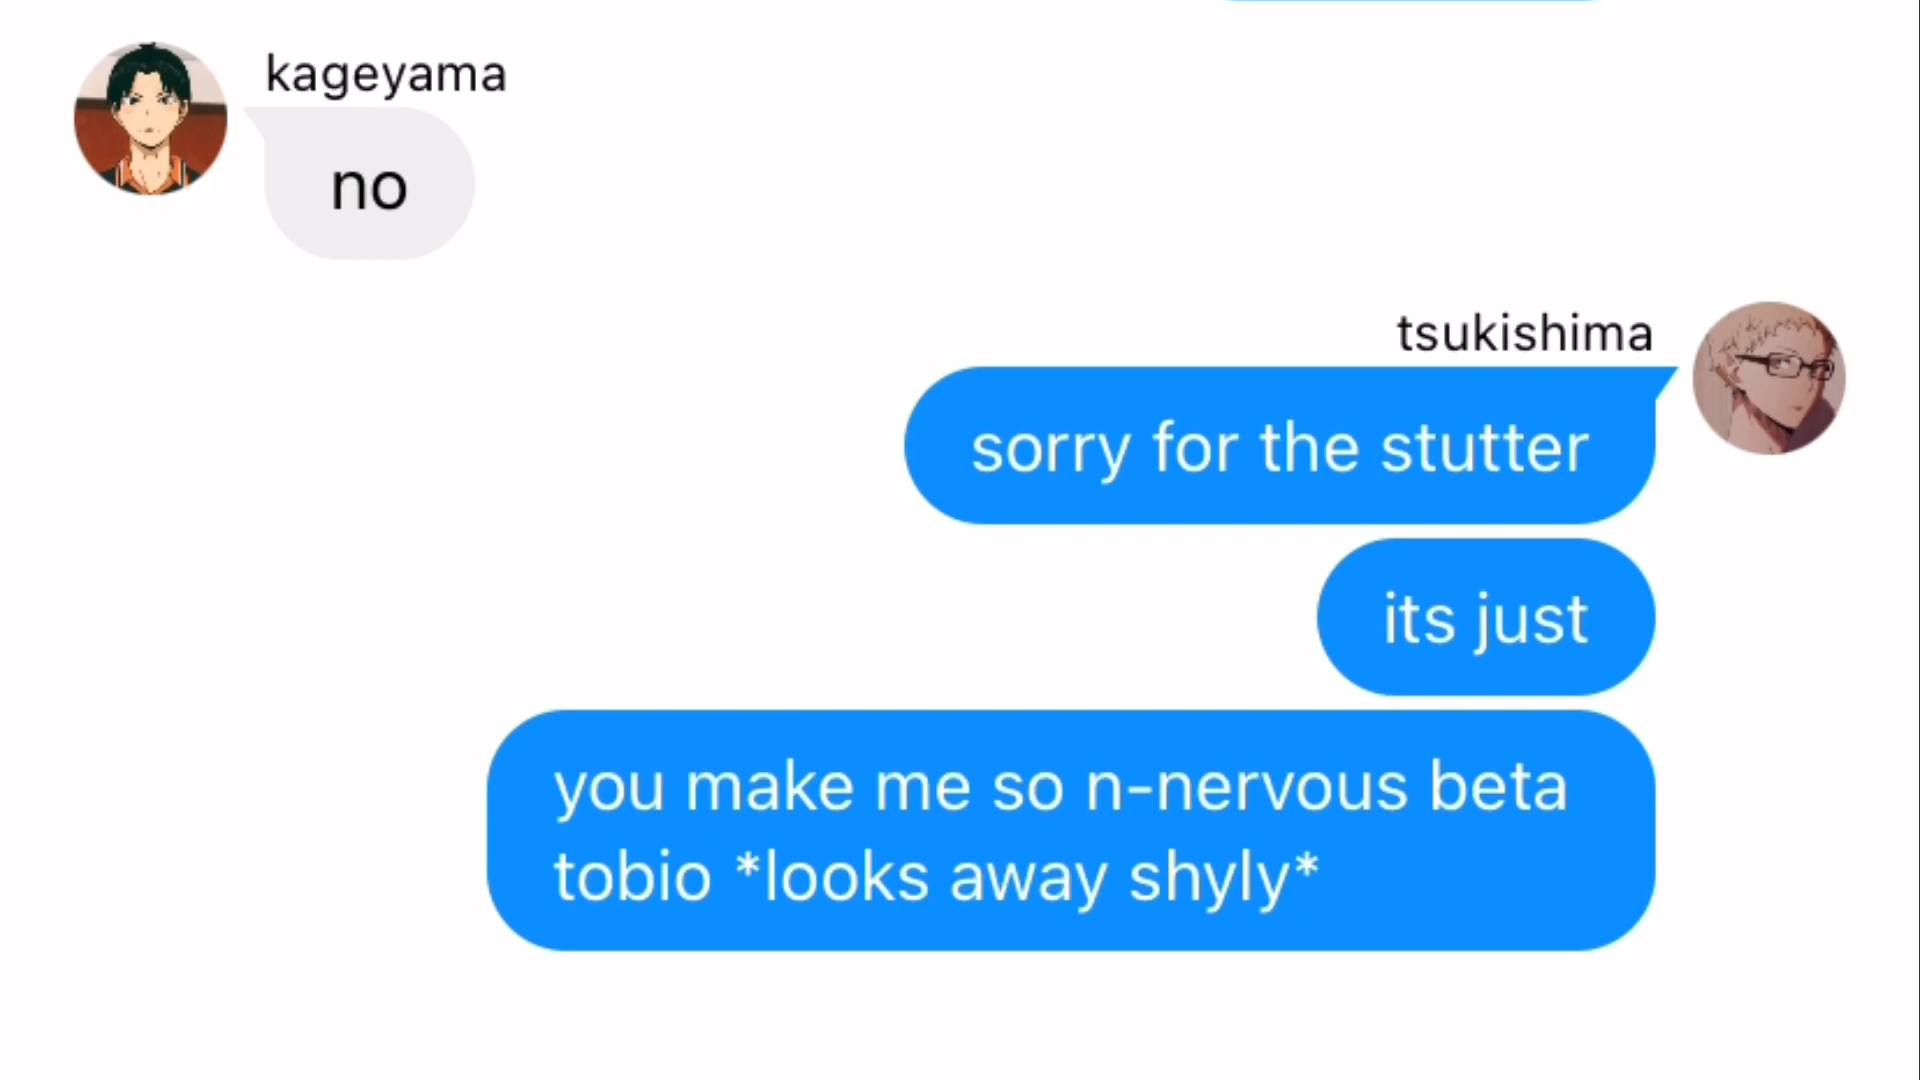 kageyama
no
tsukishima
sorry for the stutter
its just
you make me so n-nervous beta
tobio *looks away shyly*